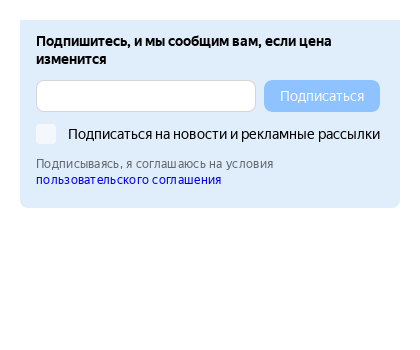 Подпишитесь, и мы сообщим вам, если цена
изменится
Подписаться
Подписаться на новости и рекламные рассылки
Подписываясь, я соглашаюсь на условия
пользовательского соглашения